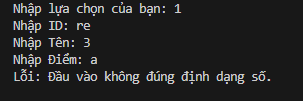 Nhập lựa chọn của bạn: 1
Nhập ID: re
Nhập Tên: 3
Nhập Điểm: a
Lỗi: Đầu vào không đúng định dạng số.